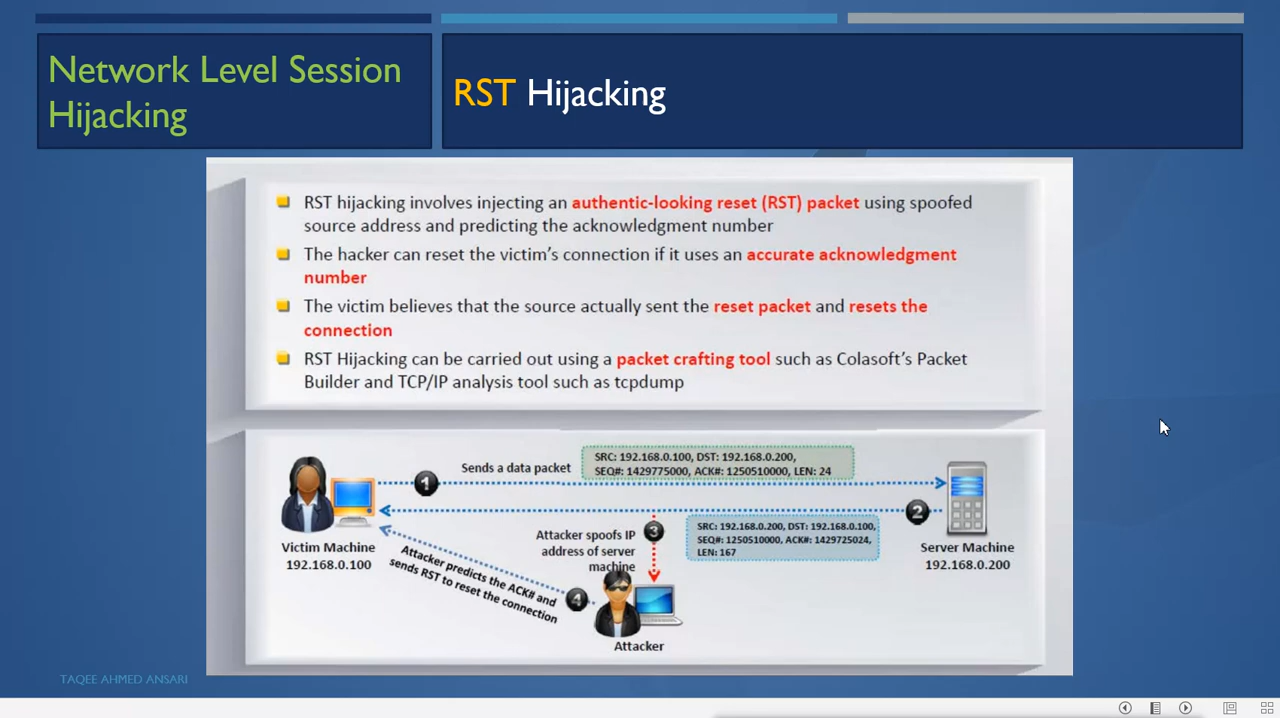 Network Level Session
Hijacking
RST Hijacking
RST hijacking involves injecting an authentic-looking reset (RST) packet using spoofed
source address and predicting the acknowledgment number
The hacker can reset the victim's connection if it uses an accurate acknowledgment
number
The victim believes that the source actually sent the reset packet and resets the
connection
RST Hijacking can be carried out using a packet crafting tool such as Colasoft's Packet
Builder and TCP/IP analysis tool such as tcpdump
Sends a data packet
SRC: 192.168.0.100, DST: 192.168.0.200,
SEQ#: 1429775000, ACK#: 1250510000, LEN: 24
1
2
Attacker spoofs IP
address of server
machine
3
SRC: 192.168.0.200, DST: 192.168.0.100,
SEQ#: 1250510000, ACK#: 1429725024,
LEN: 167
Victim Machine
192.168.0.100
Server Machine
192.168.0.200
Attacker predicts the ACK# and
sends RST to reset the connection
4
Attacker
TAQEE AHMED ANSARI